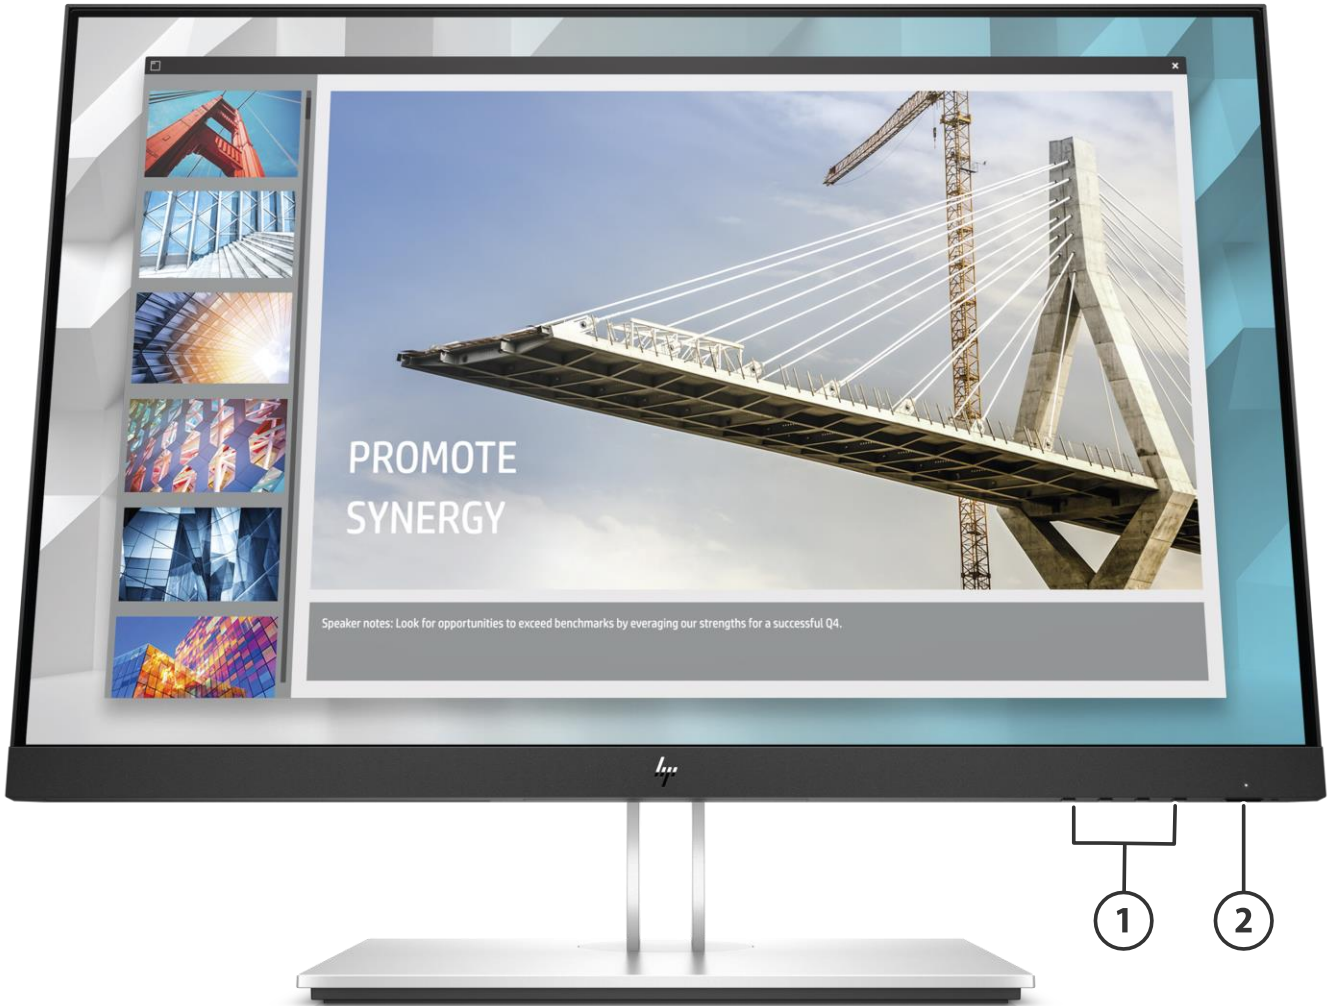 PROMOTE
SYNERGY
Speaker notes: Look for opportunities to exceed benchmarks by everaging our strengths for a successful Q4.
hp
1
2